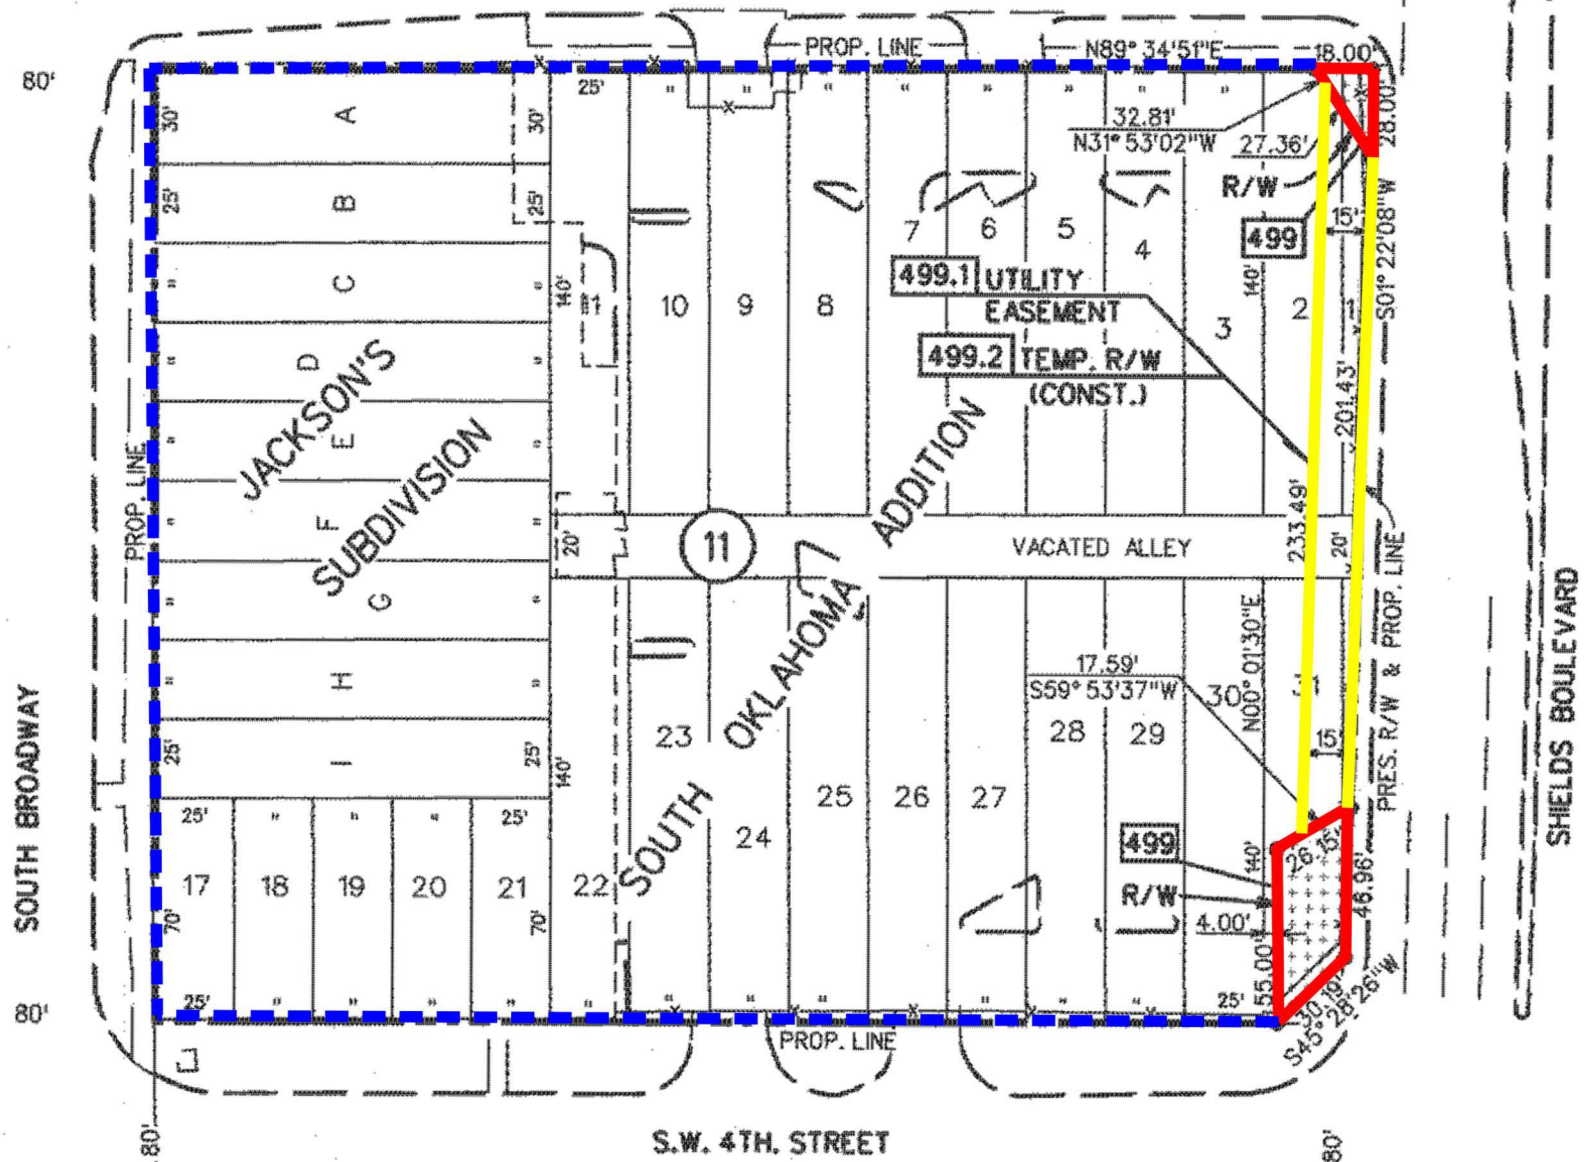 80'
PROP. LINE
N89° 34'51"E
18.00'
25'
"
"
"
"
"
"
"
30'
A
30'
32.81'
N31° 53'02"W
27.36'
28.00'
R/W
25'
B
25'
7
6
5
4
499
15'
S01° 22'08"W
499.1 UTILITY
EASEMENT
499.2 TEMP. R/W
(CONST.)
C
140'
11
10
9
8
3
140'
2
1
D
E
F
G
H
I
JACKSON'S
SUBDIVISION
PROP. LINE
201.43'
233.49'
20'
11
SOUTH OKLAHOMA ADDITION
VACATED ALLEY
20'
PRES. R/W & PROP. LINE
SHIELDS BOULEVARD
SOUTH BROADWAY
17.59'
S59° 53'37"W
N00° 01'30"E
30
28
29
15'
23
25'
25'
140'
24
25
26
27
25'
"
"
"
25'
17
18
19
20
21
22
70'
70'
499
R/W
140'
26.15'
46.96'
4.00'
55.00'
30.19'
S45° 28'26"W
25'
"
"
"
"
"
"
"
"
"
25'
80'
PROP. LINE
S.W. 4TH. STREET
80'
80'